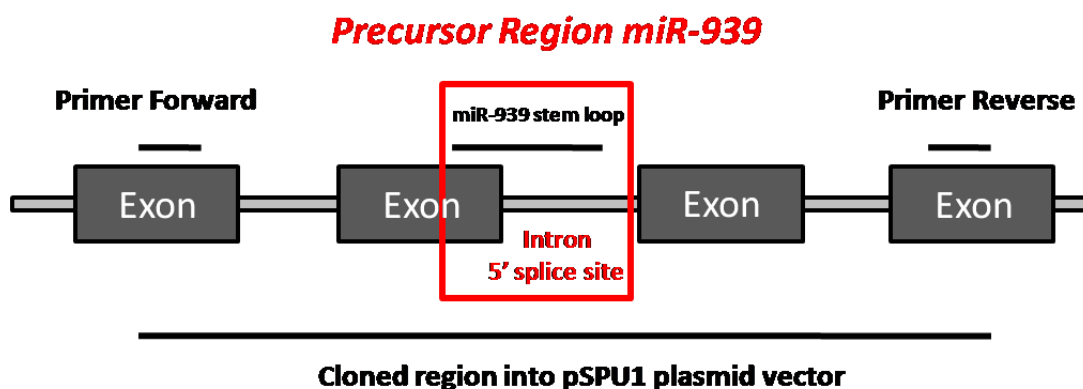 Precursor Region miR-939
Primer Forward
miR-939 stem loop
Primer Reverse
Exon
Exon
Exon
Exon
Intron
5’ splice site
Cloned region into pSPU1 plasmid vector